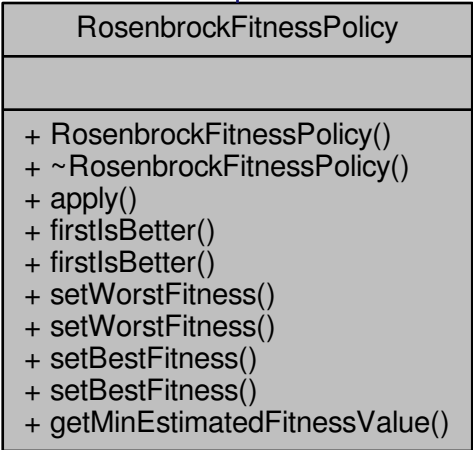 RosenbrockFitnessPolicy
+ RosenbrockFitnessPolicy()
+ ~RosenbrockFitnessPolicy()
+ apply()
+ firstIsBetter()
+ firstIsBetter()
+ setWorstFitness()
+ setWorstFitness()
+ setBestFitness()
+ setBestFitness()
+ getMinEstimatedFitnessValue()